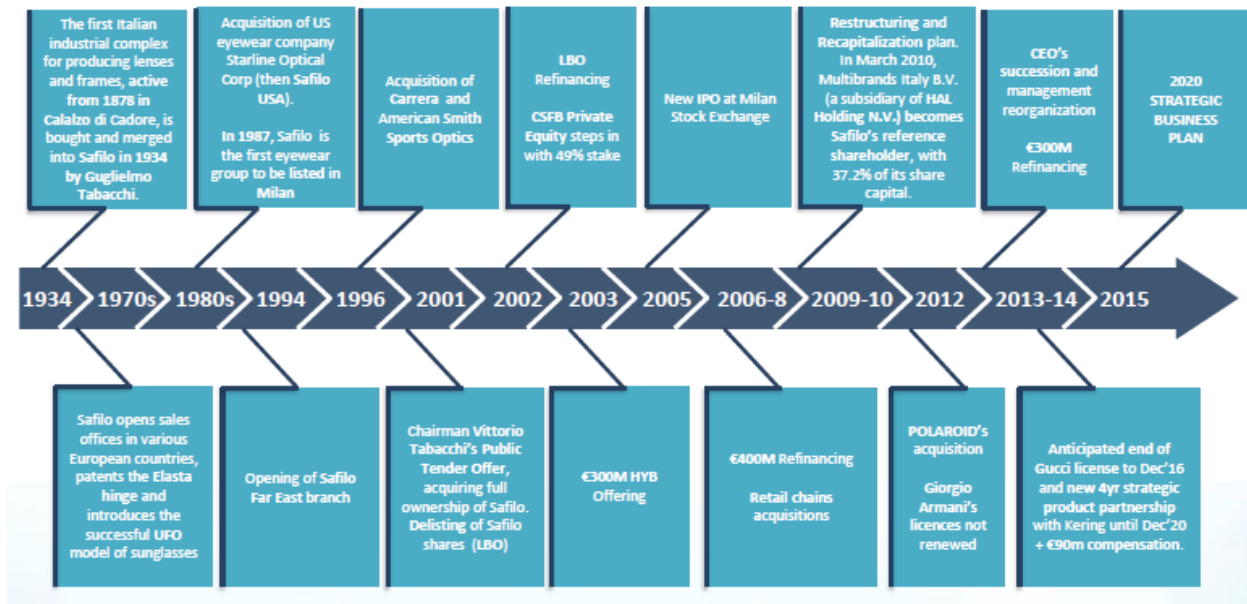 The first Italian
industrial complex
for producing lenses
and frames, active
from 1878 in
Calalzo di Cadore, is
bought and merged
into Safilo in 1934
by Guglielmo
Tabacchi.
Acquisition of US
eyewear company
Starline Optical
Corp (then Safilo
USA).
In 1987, Safilo is
the first eyewear
group to be listed in
Milan
Acquisition of
Carrera and
American Smith
Sports Optics
LBO
Refinancing
CSFB Private
Equity steps in
with 49% stake
New IPO at Milan
Stock Exchange
Restructuring and
Recapitalization plan.
In March 2010,
Multibrands Italy B.V.
(a subsidiary of HAL
Holding N.V.) becomes
Safilo's reference
shareholder, with
37.2% of its share
capital.
CEO's
succession and
management
reorganization
€300M
Refinancing
2020
STRATEGIC
BUSINESS
PLAN
1934 1970s 1980s 1994 1996 2001 2002 2003 2005 2006-8 2009-10 2012 2013-14 2015
Safilo opens sales
offices in various
European countries,
patents the Elasta
hinge and
introduces the
successful UFO
model of sunglasses
Opening of Safilo
Far East branch
Chairman Vittorio
Tabacchi's Public
Tender Offer,
acquiring full
ownership of Safilo.
Delisting of Safilo
shares (LBO)
€300M HYB
Offering
€400M Refinancing
Retail chains
acquisitions
POLAROID's
acquisition
Giorgio
Armani's
licences not
renewed
Anticipated end of
Gucci license to Dec'16
and new 4yr strategic
product partnership
with Kering until Dec'20
+ €90m compensation.